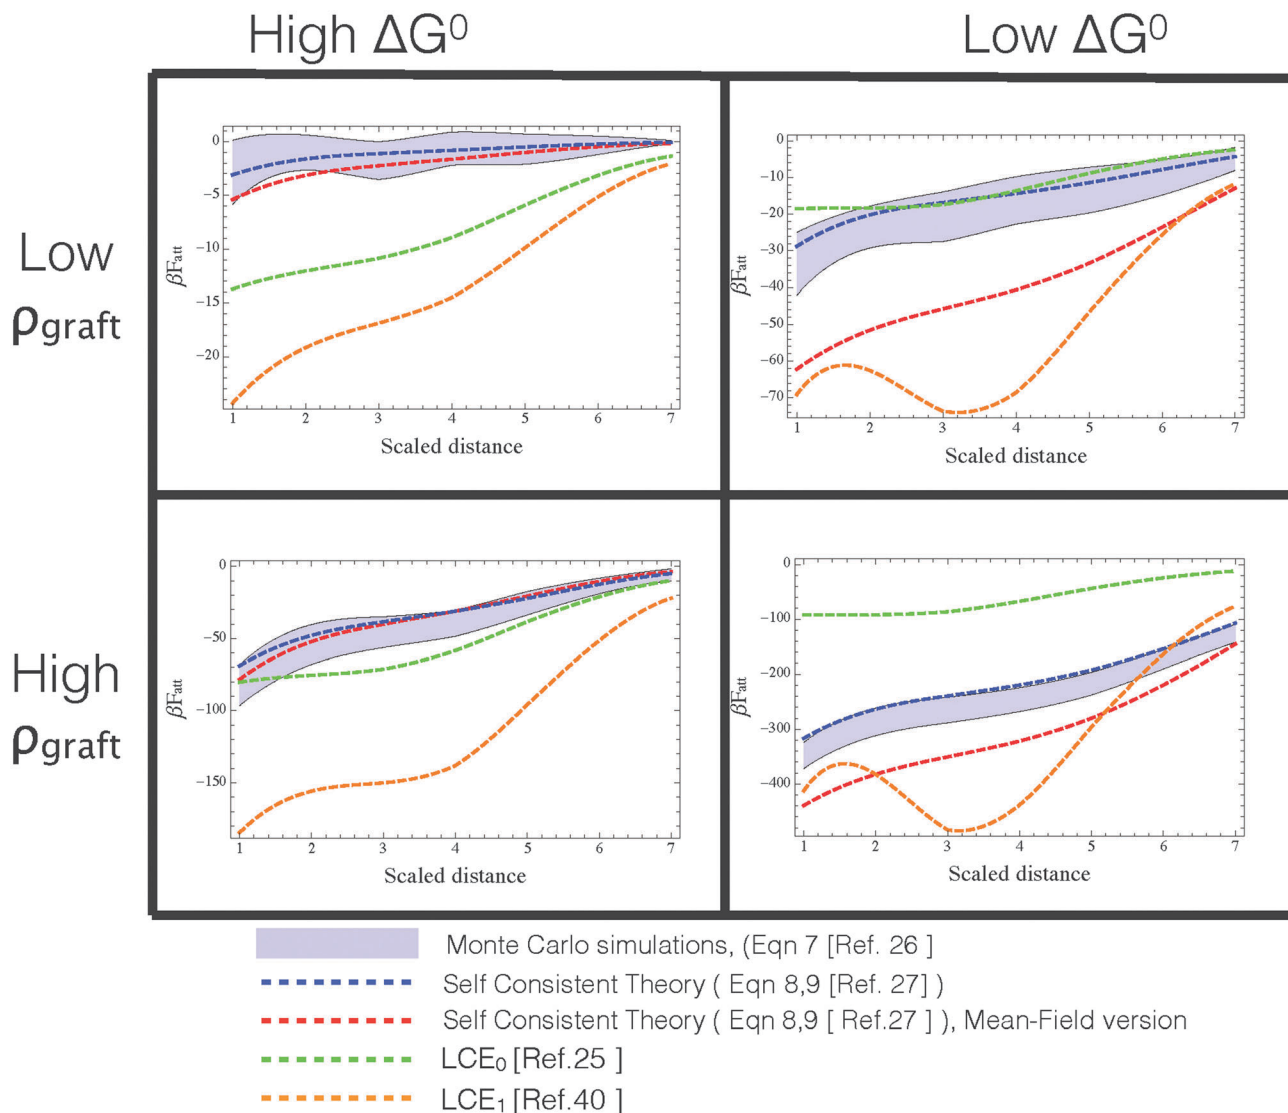 High ΔG⁰
Low ΔG⁰
Low
ρgraft
0
−5
−10
−15
−20
βFatt
1 2 3 4 5 6 7
Scaled distance
0
−10
−20
−30
−40
−50
−60
−70
βFatt
1 2 3 4 5 6 7
Scaled distance
High
ρgraft
0
−50
−100
−150
βFatt
1 2 3 4 5 6 7
Scaled distance
0
−100
−200
−300
−400
βFatt
1 2 3 4 5 6 7
Scaled distance
Monte Carlo simulations, (Eqn 7 [Ref. 26 ]
Self Consistent Theory ( Eqn 8,9 [Ref. 27] )
Self Consistent Theory ( Eqn 8,9 [ Ref.27 ] ), Mean-Field version
LCE₀ [Ref.25 ]
LCE₁ [Ref.40 ]